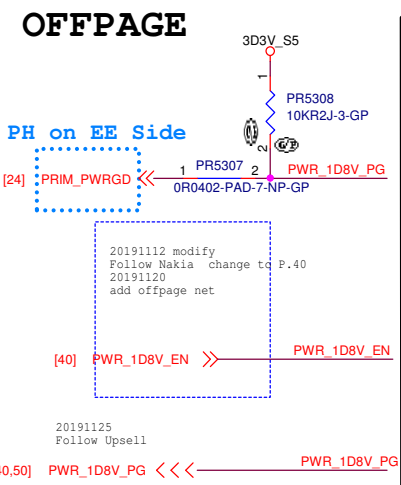 OFFPAGE
3D3V_S5
1
PR5308
10KR2J-3-GP
PH on EE Side
2
[24] PRIM_PWRGD
1 PR5307 2
PWR_1D8V_PG
0R0402-PAD-7-NP-GP
20191112 modify
Follow Nakia change to P.40
20191120
add offpage net
[40] PWR_1D8V_EN
PWR_1D8V_EN
20191125
Follow Upsell
40,50] PWR_1D8V_PG
PWR_1D8V_PG